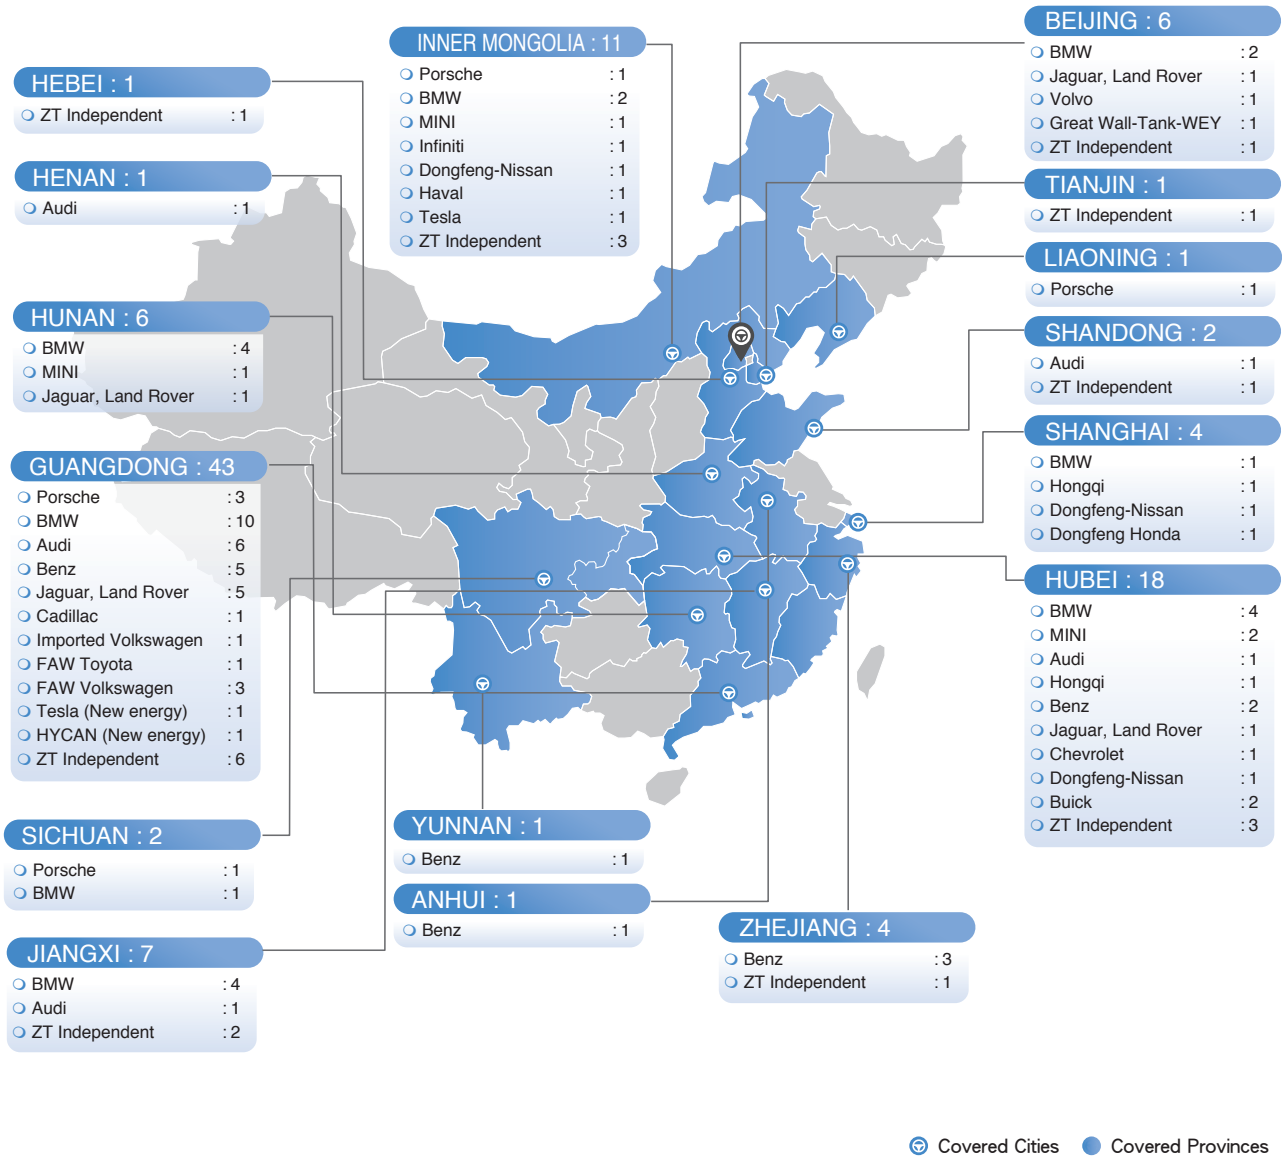 HEBEI : 1
ZT Independent : 1
HENAN : 1
Audi : 1
HUNAN : 6
BMW : 4
MINI : 1
Jaguar, Land Rover : 1
GUANGDONG : 43
Porsche : 3
BMW : 10
Audi : 6
Benz : 5
Jaguar, Land Rover : 5
Cadillac : 1
Imported Volkswagen : 1
FAW Toyota : 1
FAW Volkswagen : 3
Tesla (New energy) : 1
HYCAN (New energy) : 1
ZT Independent : 6
SICHUAN : 2
Porsche : 1
BMW : 1
JIANGXI : 7
BMW : 4
Audi : 1
ZT Independent : 2
INNER MONGOLIA : 11
Porsche : 1
BMW : 2
MINI : 1
Infiniti : 1
Dongfeng-Nissan : 1
Haval : 1
Tesla : 1
ZT Independent : 3
YUNNAN : 1
Benz : 1
ANHUI : 1
Benz : 1
ZHEJIANG : 4
Benz : 3
ZT Independent : 1
BEIJING : 6
BMW : 2
Jaguar, Land Rover : 1
Volvo : 1
Great Wall-Tank-WEY : 1
ZT Independent : 1
TIANJIN : 1
ZT Independent : 1
LIAONING : 1
Porsche : 1
SHANDONG : 2
Audi : 1
ZT Independent : 1
SHANGHAI : 4
BMW : 1
Hongqi : 1
Dongfeng-Nissan : 1
Dongfeng Honda : 1
HUBEI : 18
BMW : 4
MINI : 2
Audi : 1
Hongqi : 1
Benz : 2
Jaguar, Land Rover : 1
Chevrolet : 1
Dongfeng-Nissan : 1
Buick : 2
ZT Independent : 3
Covered Cities
Covered Provinces